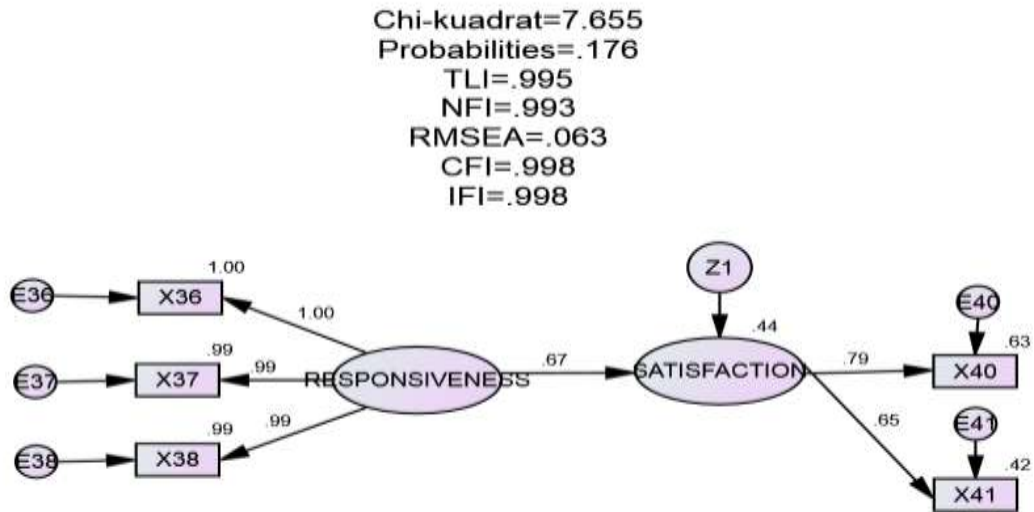 Chi-kuadrat=7.655
Probabilities=.176
TLI=.995
NFI=.993
RMSEA=.063
CFI=.998
IFI=.998
Z1
1.00
E36
X36
1.00
.44
E40
.63
.99
E37
X37
.99
RESPONSIVENESS
.67
SATISFACTION
.79
X40
.99
E38
X38
.99
.65
E41
.42
X41